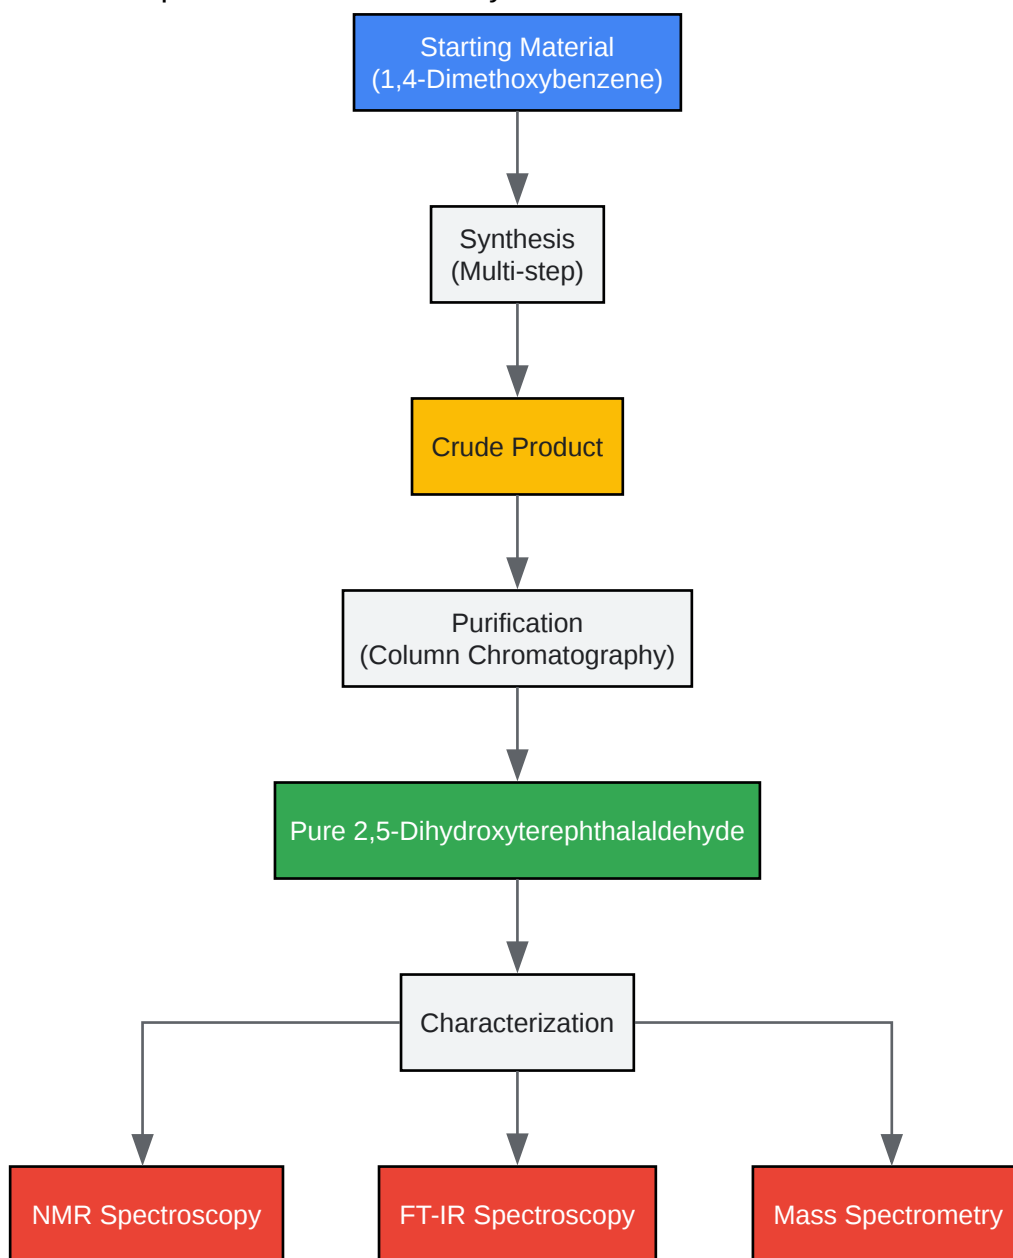 Starting Material
(1,4-Dimethoxybenzene)
Synthesis
(Multi-step)
Crude Product
Purification
(Column Chromatography)
Pure 2,5-Dihydroxyterephthalaldehyde
Characterization
NMR Spectroscopy
FT-IR Spectroscopy
Mass Spectrometry